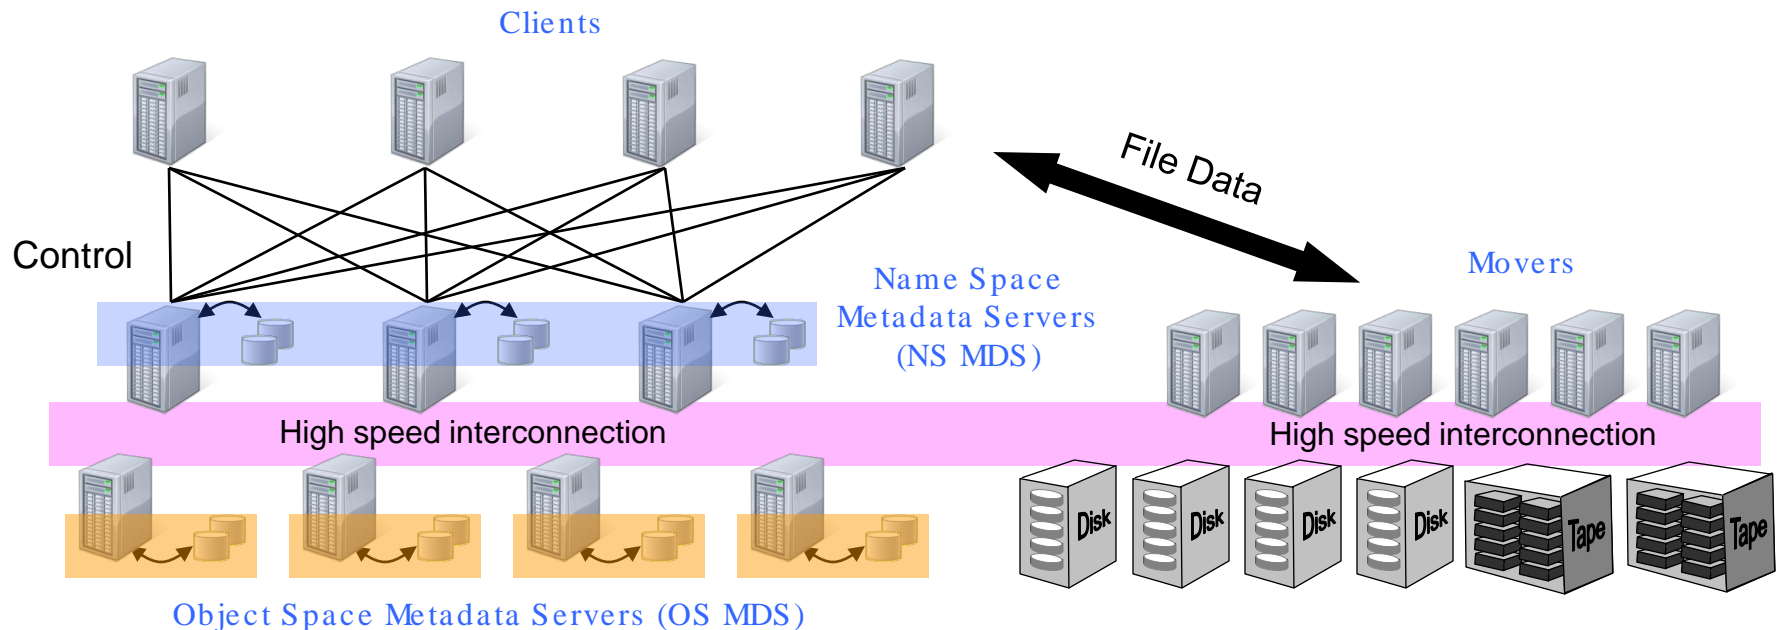 Clients
File Data
Control
Movers
Name Space
Metadata Servers
(NS MDS)
High speed interconnection
High speed interconnection
Disk
Disk
Disk
Disk
Tape
Tape
Object Space Metadata Servers (OS MDS)